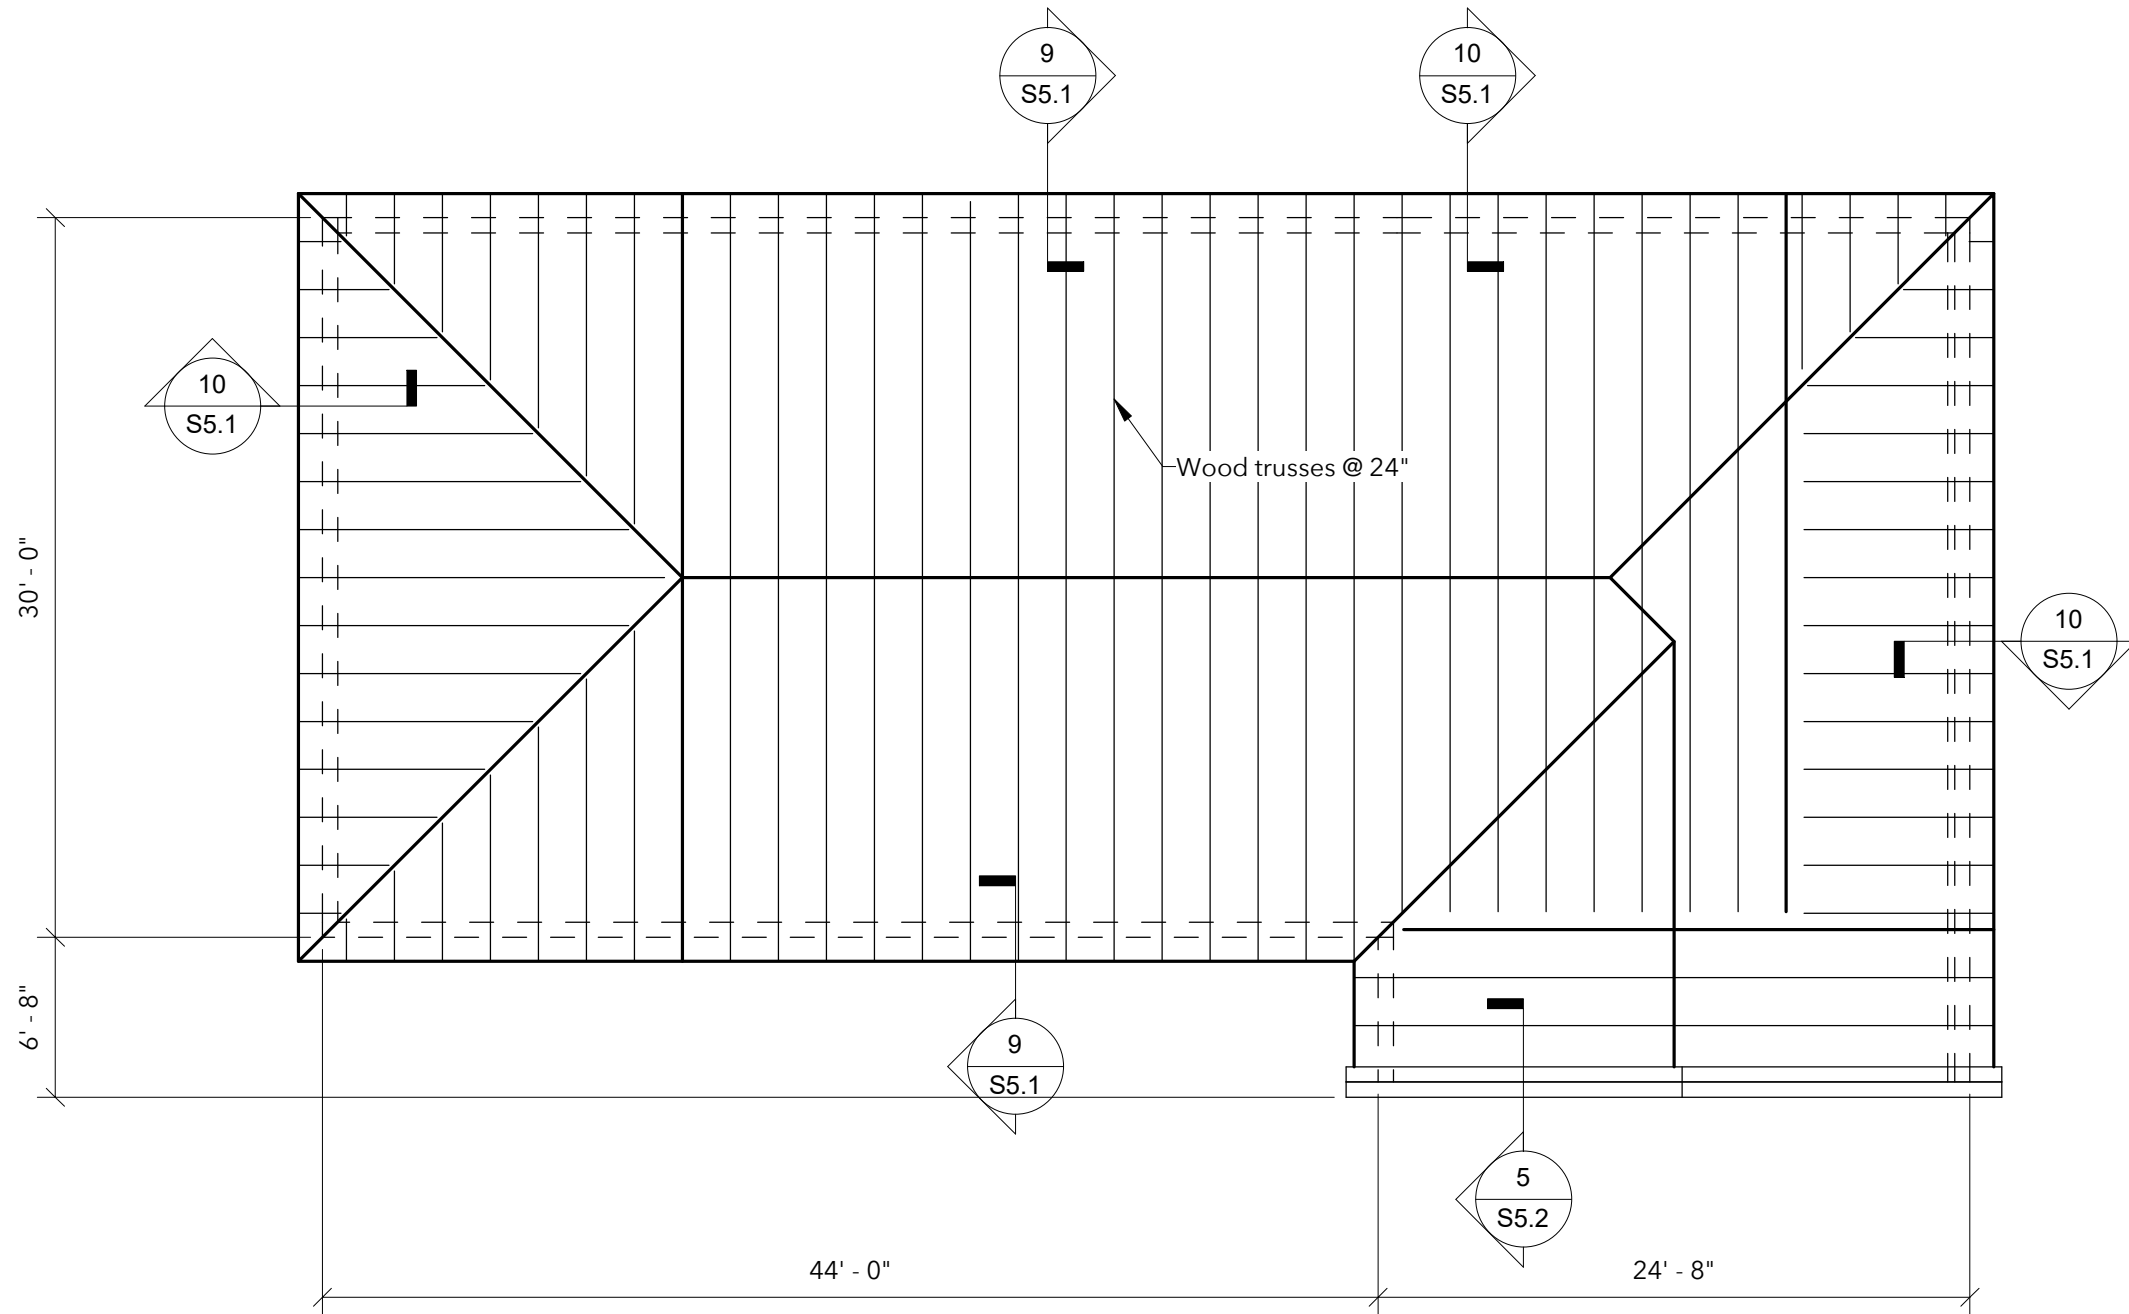 9
S5.1
10
S5.1
10
S5.1
Wood trusses @ 24"
30' - 0"
10
S5.1
6' - 8"
9
S5.1
5
S5.2
44' - 0"
24' - 8"